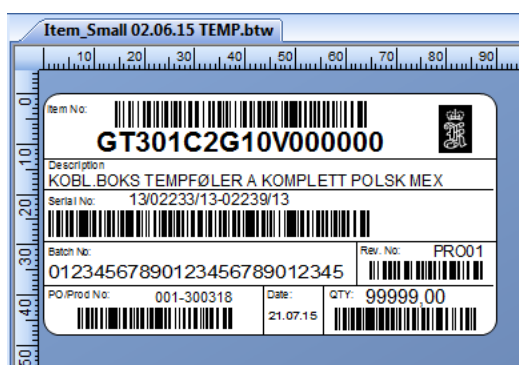 Item_Small 02.06.15 TEMP.btw
10 20 30 40 50 60 70 80 90
0
10
20
30
40
50
Item No:
GT301C2G10V000000
Description
KOBL.BOKS TEMPFØLER A KOMPLETT POLSK MEX
Serial No: 13/02233/13-02239/13
Batch No: Rev. No: PRO01
01234567890123456789012345
PO/Prod No: 001-300318 Date: QTY: 99999,00
21.07.15